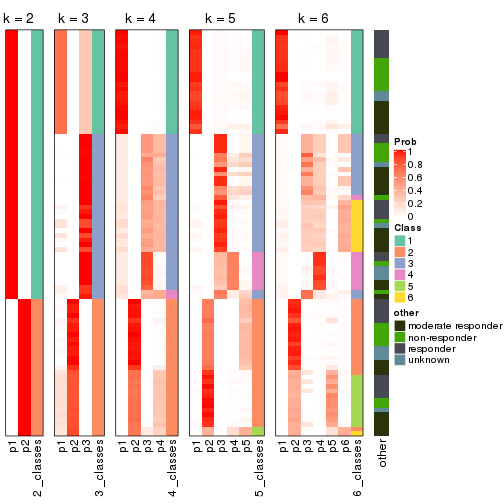 k = 2
k = 3
k = 4
k = 5
k = 6
Prob
1
0.8
0.6
0.4
0.2
0
Class
1
2
3
4
5
6
other
moderate responder
non-responder
responder
unknown
p1
p2
2_classes
p1
p2
p3
3_classes
p1
p2
p3
p4
4_classes
p1
p2
p3
p4
p5
5_classes
p1
p2
p3
p4
p5
p6
6_classes
other